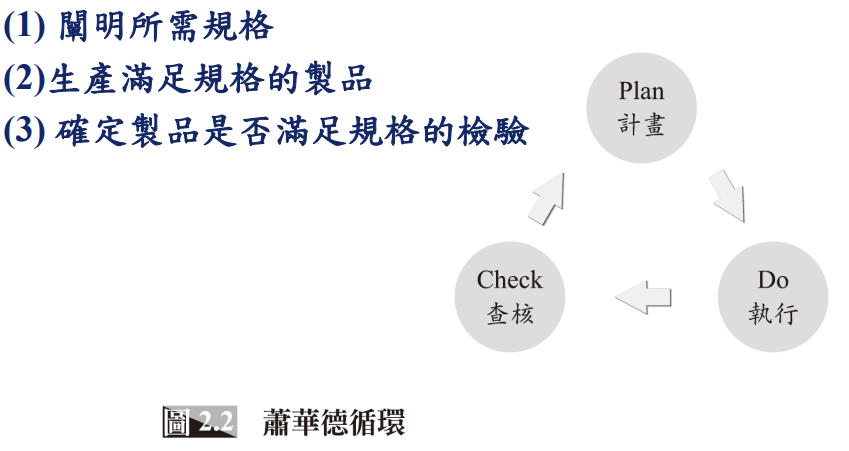 (1) 闡明所需規格
(2)生產滿足規格的製品
(3) 確定製品是否滿足規格的檢驗
Plan
計畫
Check
查核
Do
執行
圖 2.2 蕭華德循環